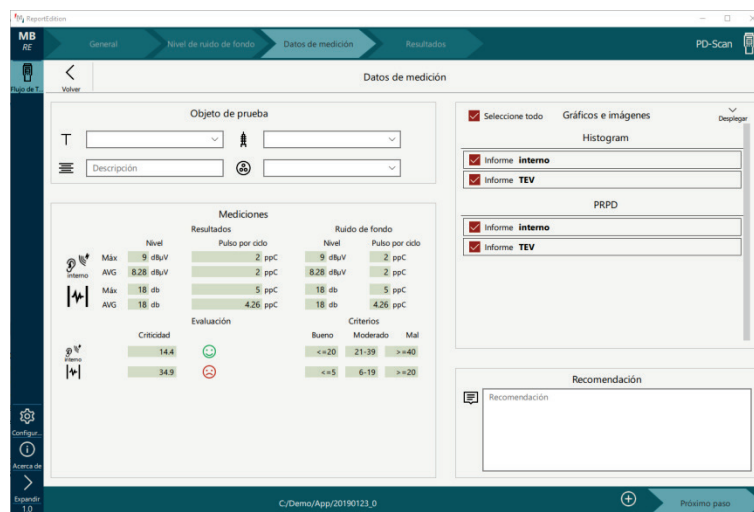 ReportEdition
MB
RE
General
Nivel de ruido de fondo
Datos de medición
Resultados
PD-Scan
Flujo de T...
Volver
Datos de medición
Objeto de prueba
Descripción
Mediciones
Resultados Ruido de fondo
Nivel Pulso por ciclo Nivel Pulso por ciclo
interno
Máx 9 dBµV 2 ppC 9 dBµV 2 ppC
AVG 8.28 dBµV 2 ppC 8.28 dBµV 2 ppC
Máx 18 db 5 ppC 18 db 5 ppC
AVG 18 db 4.26 ppC 18 db 4.26 ppC
Evaluación Criterios
Criticidad Bueno Moderado Mal
interno
14.4 <=20 21-39 >=40
34.9 <=5 6-19 >=20
Seleccione todo Gráficos e imágenes Desplegar
Histogram
Informe interno
Informe TEV
PRPD
Informe interno
Informe TEV
Recomendación
Recomendación
Configur...
Acerca de
Expandir
1.0
C:/Demo/App/20190123_0
Próximo paso